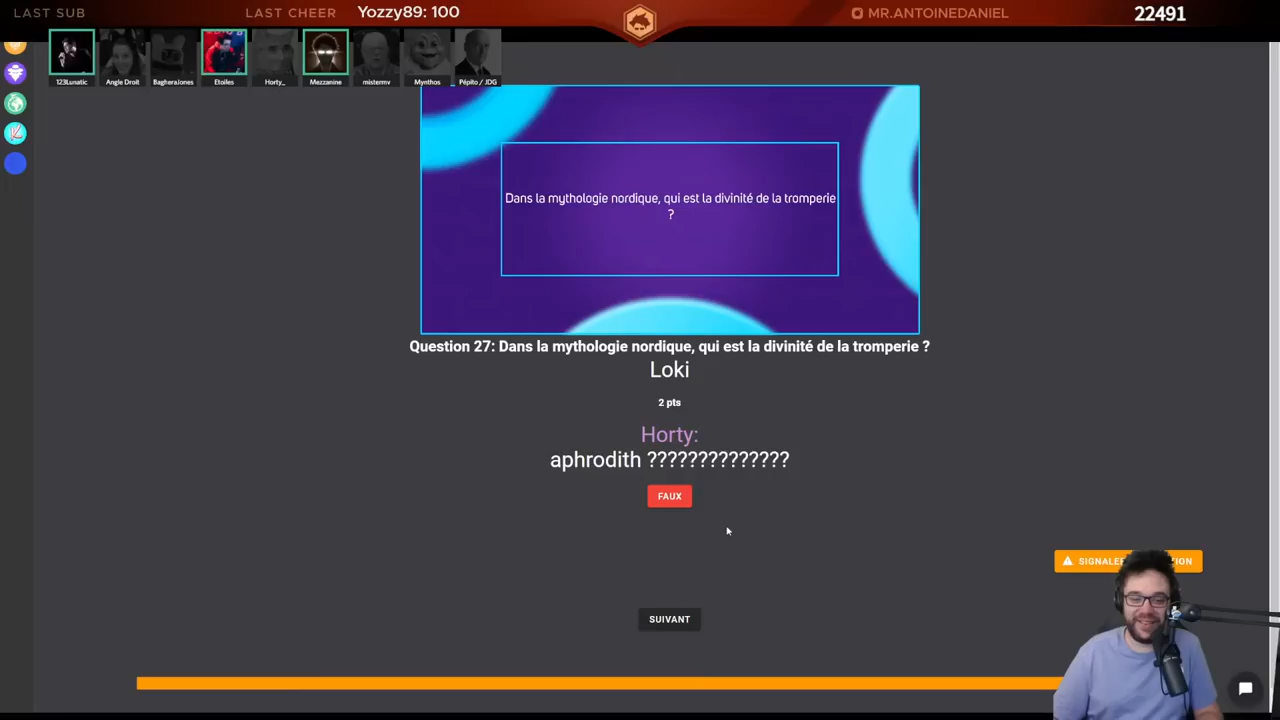 LAST SUB
LAST CHEER
Yozzy89: 100
MR.ANTOINEDANIEL
22491
123Lunatic
Angle Droit
BagheraJones
Etoiles
Horty_
Mezzanine
mistermv
Mynthos
Pépito / JDG
Dans la mythologie nordique, qui est la divinité de la tromperie
?
Question 27: Dans la mythologie nordique, qui est la divinité de la tromperie ?
Loki
2 pts
Horty:
aphrodith ??????????????
FAUX
SUIVANT